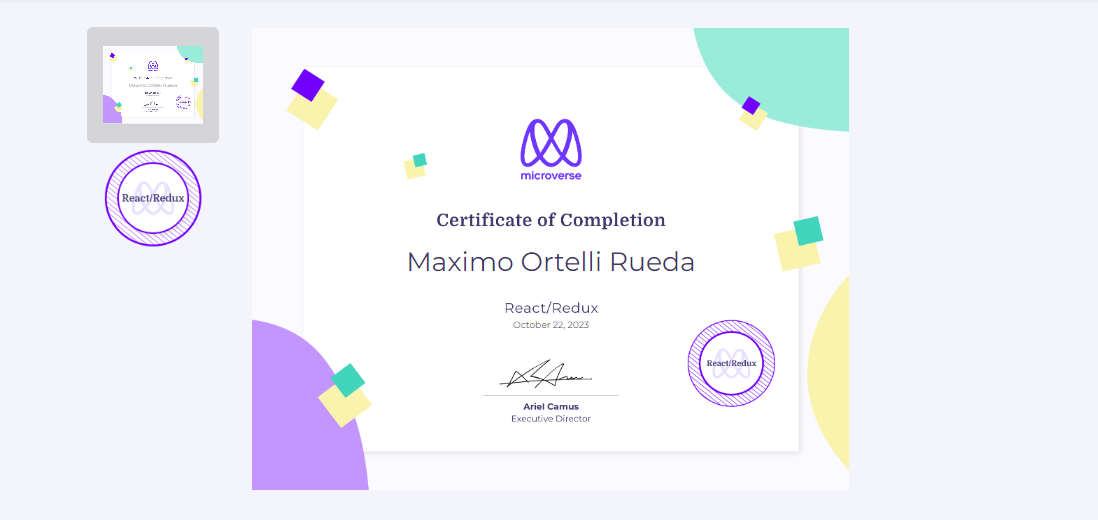 React/Redux
microverse
Certificate of Completion
Maximo Ortelli Rueda
React/Redux
October 22, 2023
React/Redux
Ariel Camus
Executive Director